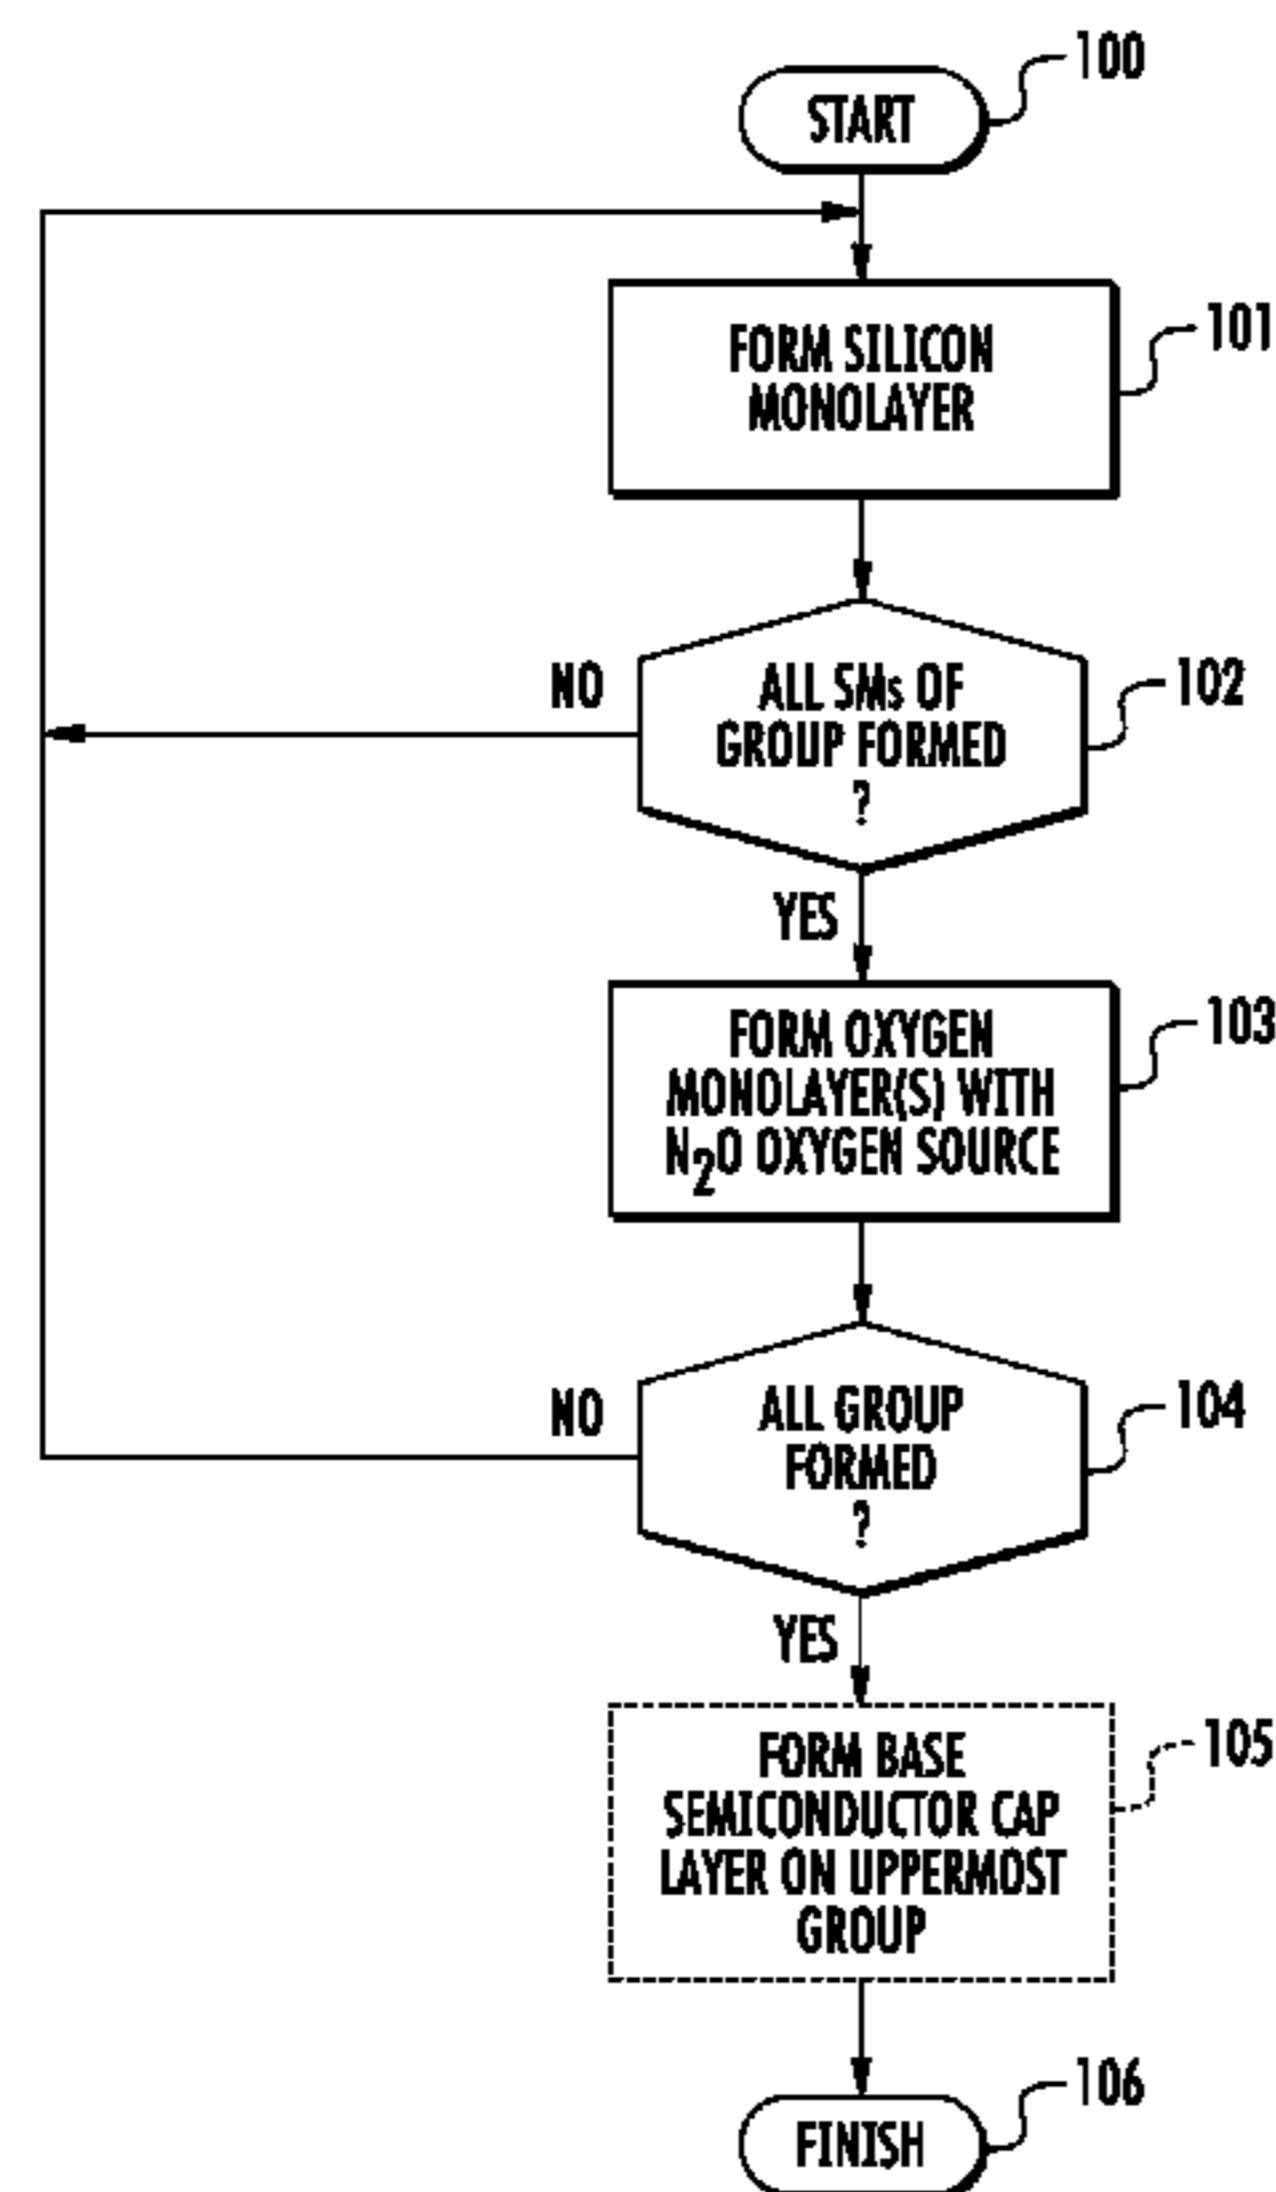 100
START
FORM SILICON
MONOLAYER
101
NO
ALL SMs OF
GROUP FORMED
?
102
YES
FORM OXYGEN
MONOLAYER(S) WITH
N₂O OXYGEN SOURCE
103
NO
ALL GROUP
FORMED
?
104
YES
FORM BASE
SEMICONDUCTOR CAP
LAYER ON UPPERMOST
GROUP
105
106
FINISH